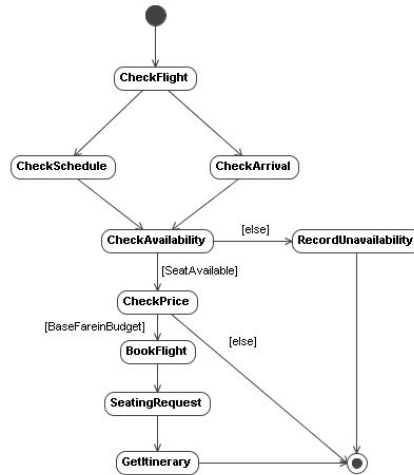 CheckFlight
CheckSchedule
CheckArrival
[else]
CheckAvailability
RecordUnavailability
[SeatAvailable]
CheckPrice
[BaseFareinBudget]
[else]
BookFlight
SeatingRequest
GetItinerary